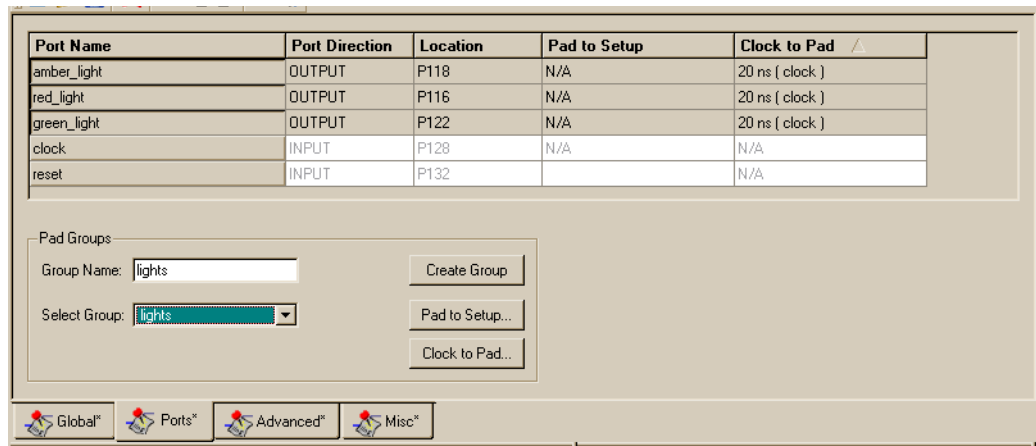 Port Name Port Direction Location Pad to Setup Clock to Pad
amber_light OUTPUT P118 N/A 20 ns ( clock )
red_light OUTPUT P116 N/A 20 ns ( clock )
green_light OUTPUT P122 N/A 20 ns ( clock )
clock INPUT P128 N/A N/A
reset INPUT P132 N/A
Pad Groups
Group Name: lights Create Group
Select Group: lights Pad to Setup...
Clock to Pad...
Global* Ports* Advanced* Misc*